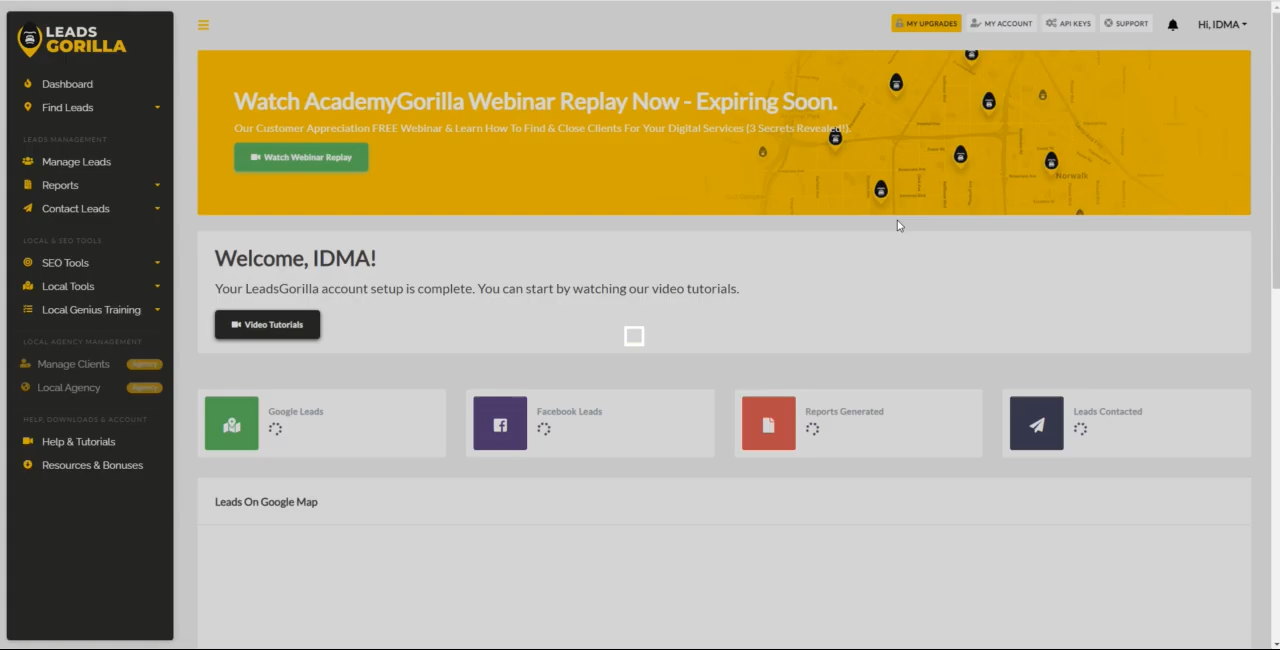 LEADS
GORILLA
MY UPGRADES
MY ACCOUNT
API KEYS
SUPPORT
Hi, IDMA
Dashboard
Find Leads
LEADS MANAGEMENT
Manage Leads
Reports
Contact Leads
LOCAL & SEO TOOLS
SEO Tools
Local Tools
Local Genius Training
LOCAL AGENCY MANAGEMENT
Manage Clients
Agency
Local Agency
Agency
HELP, DOWNLOADS & ACCOUNT
Help & Tutorials
Resources & Bonuses
Watch AcademyGorilla Webinar Replay Now - Expiring Soon.
Our Customer Appreciation FREE Webinar & Learn How To Find & Close Clients For Your Digital Services (3 Secrets Revealed!).
Watch Webinar Replay
Norwalk
Welcome, IDMA!
Your LeadsGorilla account setup is complete. You can start by watching our video tutorials.
Video Tutorials
Google Leads
Facebook Leads
Reports Generated
Leads Contacted
Leads On Google Map